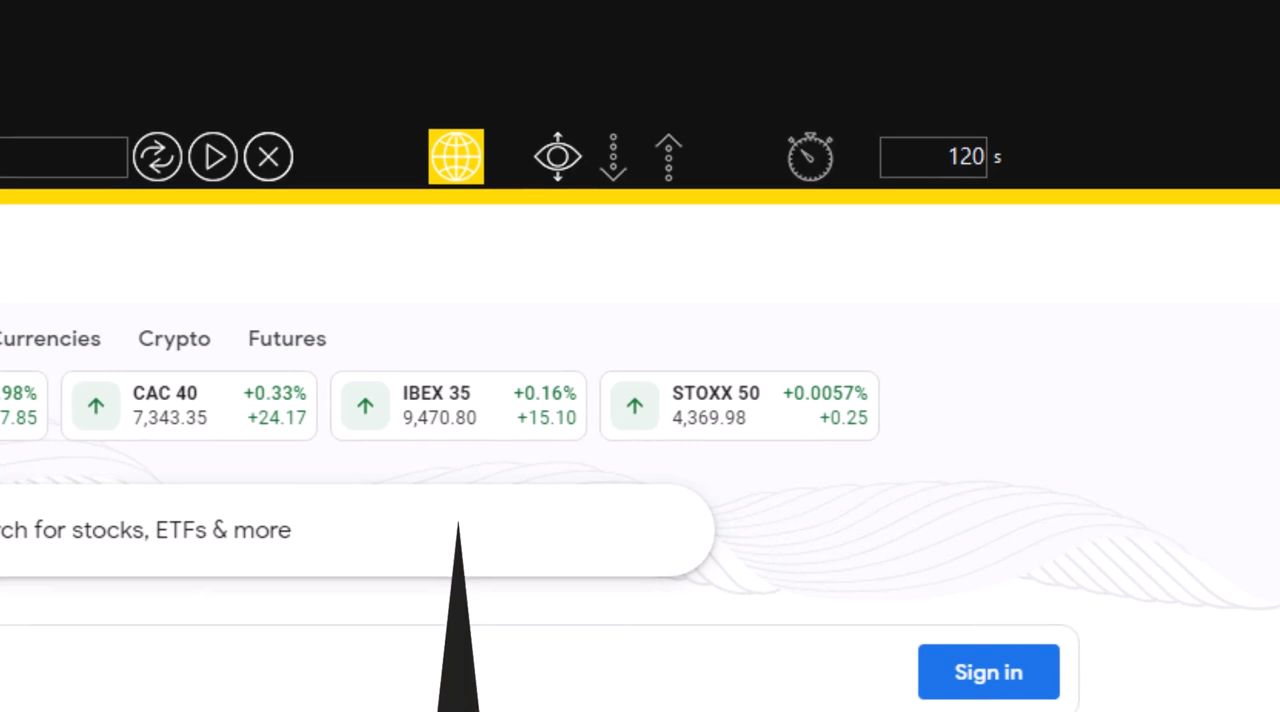 120 s
Currencies Crypto Futures
98% CAC 40 +0.33% IBEX 35 +0.16% STOXX 50 +0.0057%
7.85 7,343.35 +24.17 9,470.80 +15.10 4,369.98 +0.25
rch for stocks, ETFs & more
Sign in